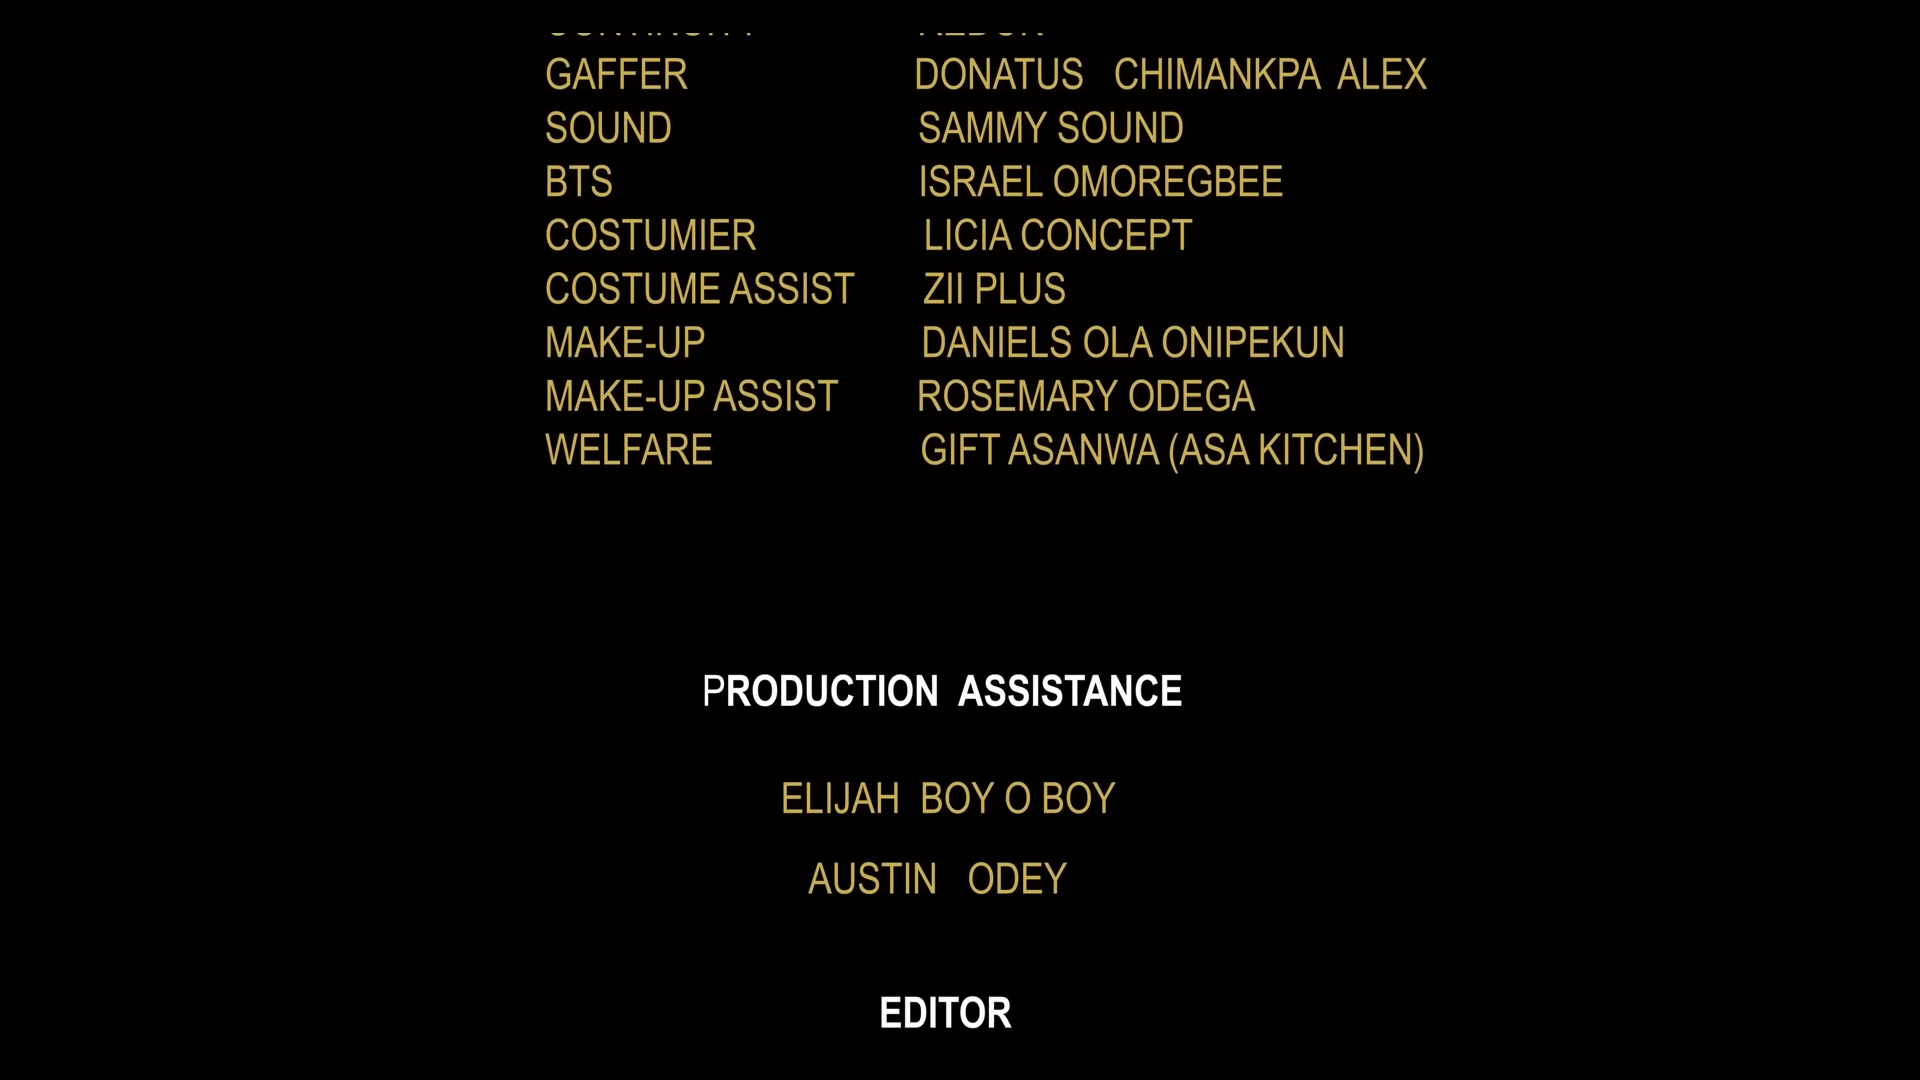 GAFFER DONATUS CHIMANKPA ALEX
SOUND SAMMY SOUND
BTS ISRAEL OMOREGBEE
COSTUMIER LICIA CONCEPT
COSTUME ASSIST ZII PLUS
MAKE-UP DANIELS OLA ONIPEKUN
MAKE-UP ASSIST ROSEMARY ODEGA
WELFARE GIFT ASANWA (ASA KITCHEN)
PRODUCTION ASSISTANCE
ELIJAH BOY O BOY
AUSTIN ODEY
EDITOR